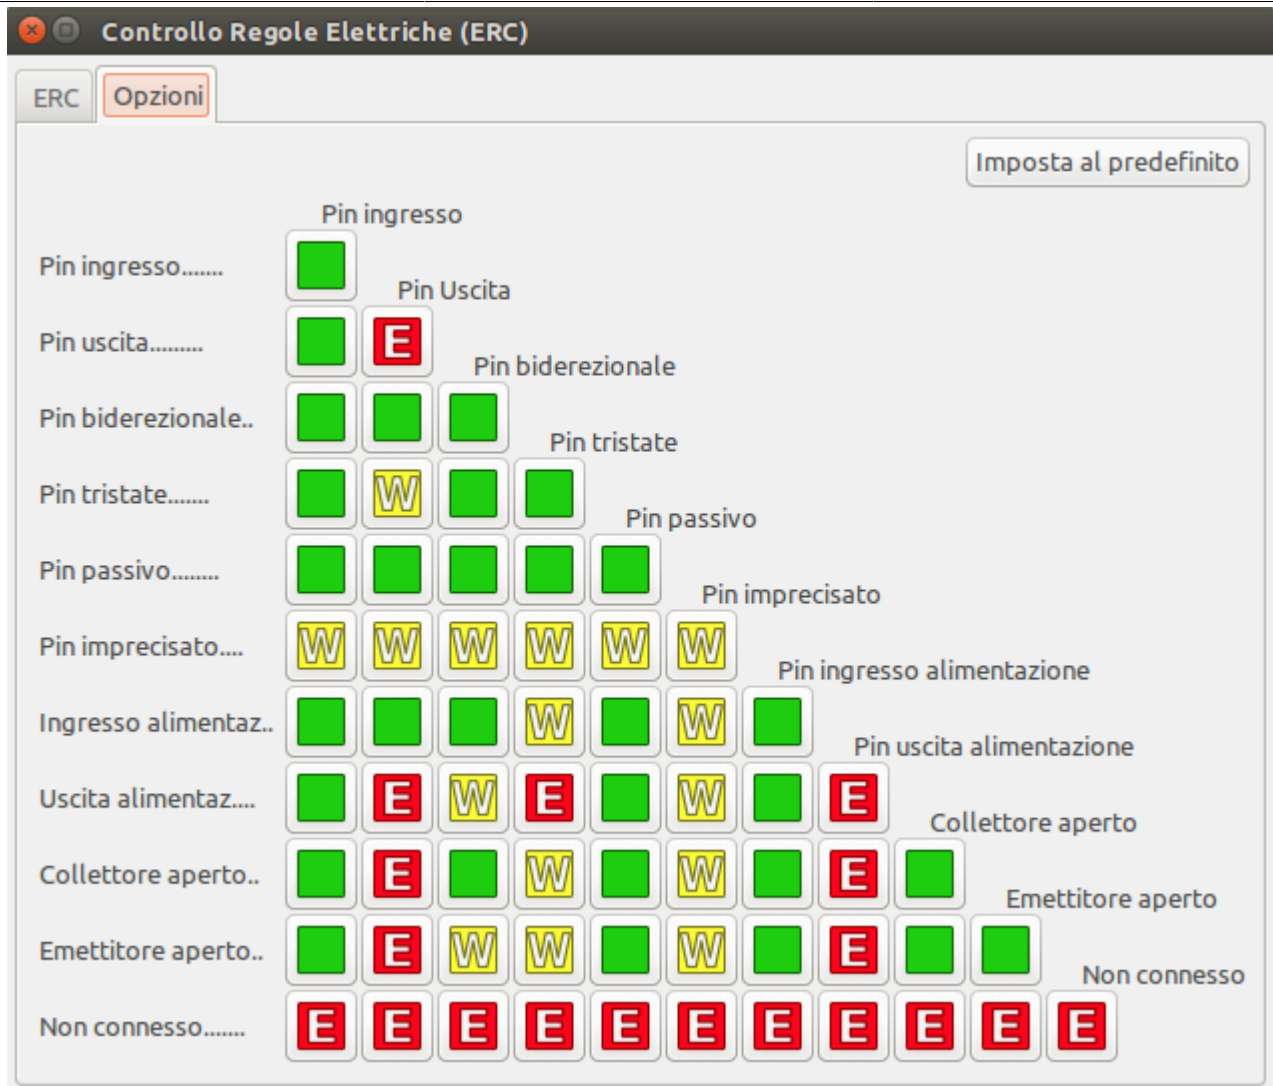 Controllo Regole Elettriche (ERC)
ERC Opzioni
Imposta al predefinito
Pin ingresso
Pin ingresso.......
Pin Uscita
Pin uscita......... E
Pin biderezionale
Pin biderezionale..
Pin tristate
Pin tristate....... W
Pin passivo
Pin passivo........
Pin imprecisato
Pin imprecisato.... W W W W W W
Pin ingresso alimentazione
Ingresso alimentaz.. W W
Pin uscita alimentazione
Uscita alimentaz.... E W E W E
Collettore aperto
Collettore aperto.. E W W E
Emettitore aperto
Emettitore aperto.. E W W W E
Non connesso
Non connesso....... E E E E E E E E E E E